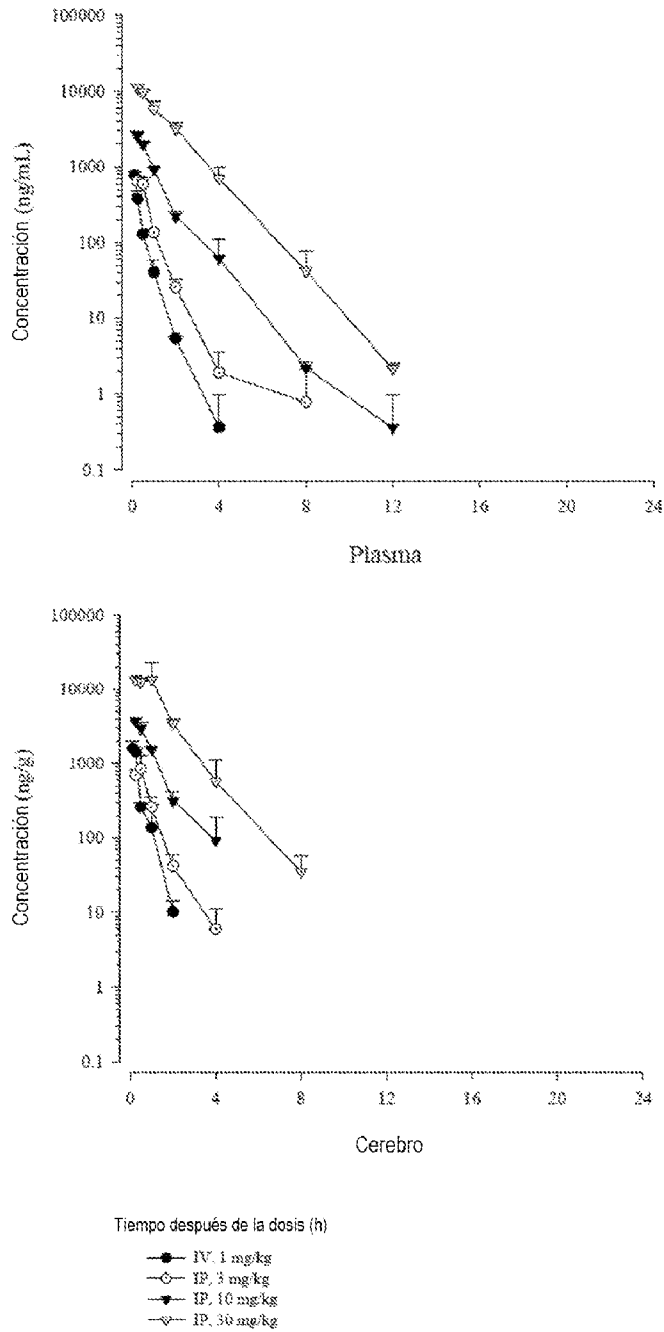 100000
10000
1000
100
10
1
0.1
Concentración (ng/mL)
0 4 8 12 16 20 24
Plasma
100000
10000
1000
100
10
1
0.1
Concentración (ng/g)
0 4 8 12 16 20 24
Cerebro
Tiempo después de la dosis (h)
IV, 1 mg/kg
IP, 3 mg/kg
IP, 10 mg/kg
IP, 30 mg/kg